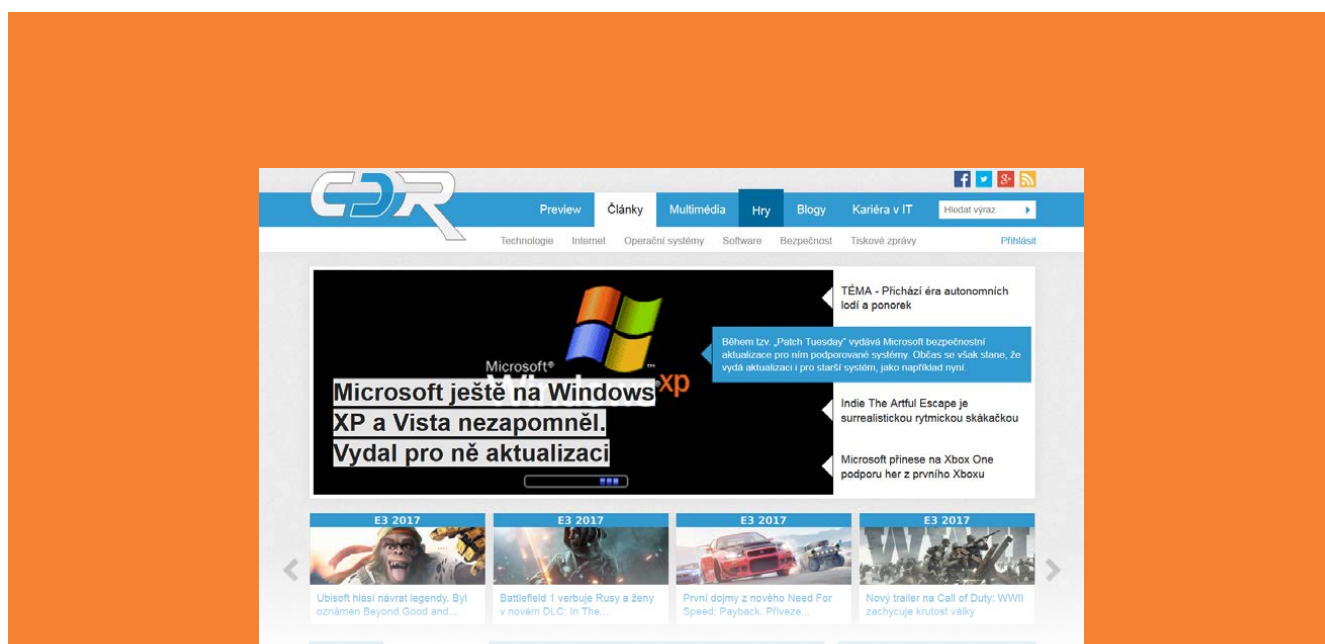 CDR
Preview Články Multimédia Hry Blogy Kariéra v IT Hledat výraz
Technologie Internet Operační systémy Software Bezpečnost Tiskové zprávy Přihlásit
Microsoft®
Windows xp
Microsoft ještě na Windows
XP a Vista nezapomněl.
Vydal pro ně aktualizaci
TÉMA - Přichází éra autonomních
lodí a ponorek
Během tzv. „Patch Tuesday“ vydává Microsoft bezpečnostní
aktualizace pro ním podporované systémy. Občas se však stane, že
vydá aktualizaci i pro starší systém, jako například nyní.
Indie The Artful Escape je
surrealistickou rytmickou skákačkou
Microsoft přinese na Xbox One
podporu her z prvního Xboxu
E3 2017
Ubisoft hlásí návrat legendy. Byl
oznámen Beyond Good and...
E3 2017
Battlefield 1 verbuje Rusy a ženy
v novém DLC: In The...
E3 2017
První dojmy z nového Need For
Speed: Payback. Přiveze...
E3 2017
WWII
Nový trailer na Call of Duty: WWII
zachycuje krutost války